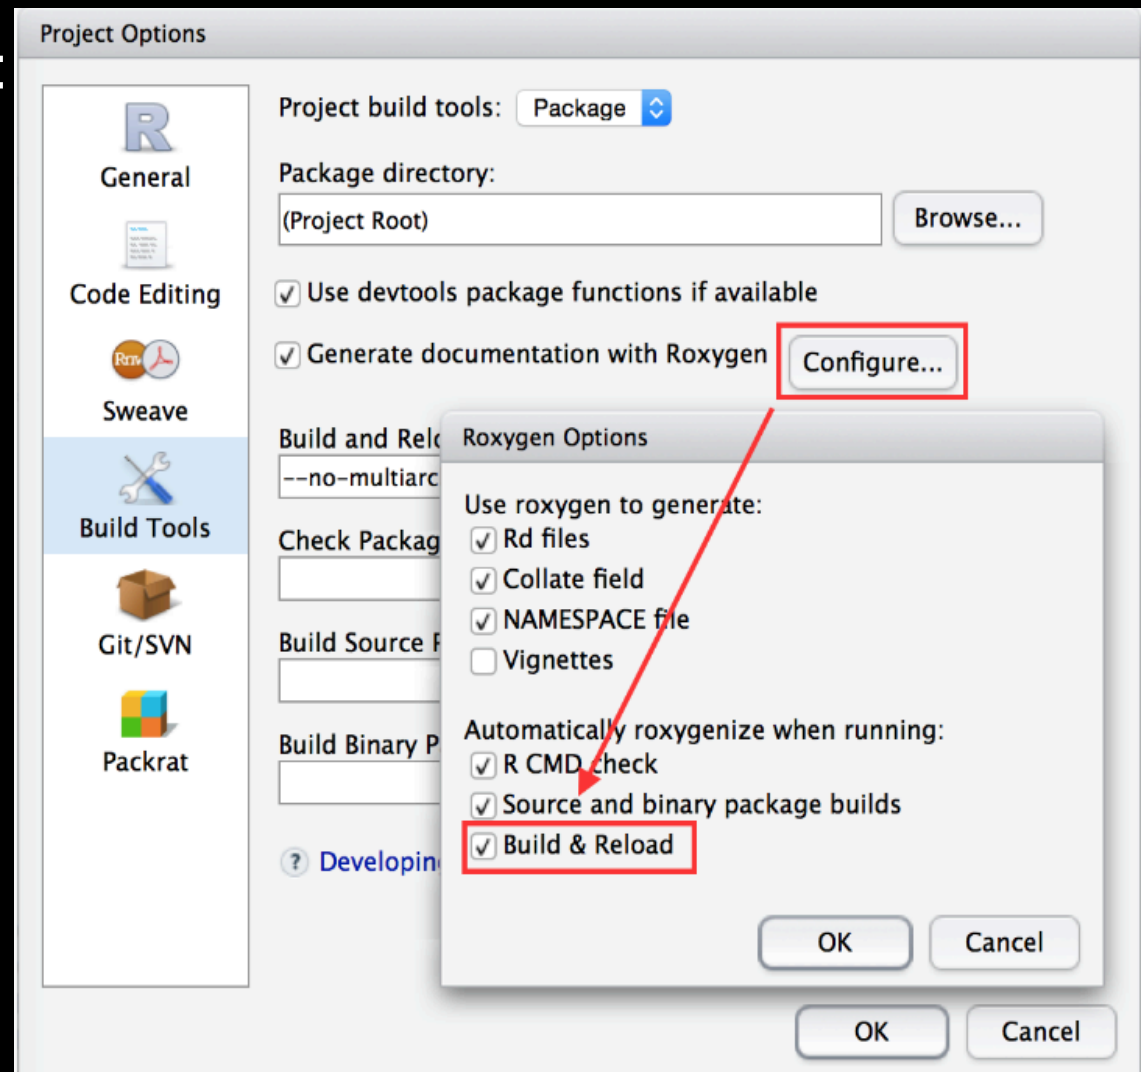 Project Options
General
Code Editing
Rnw
Sweave
Build Tools
Git/SVN
Packrat
Project build tools: Package
Package directory:
(Project Root)
Browse...
Use devtools package functions if available
Generate documentation with Roxygen
Configure...
Build and Relo
--no-multiarc
Check Packag
Build Source
Build Binary P
? Developin
Roxygen Options
Use roxygen to generate:
Rd files
Collate field
NAMESPACE file
Vignettes
Automatically roxygenize when running:
R CMD check
Source and binary package builds
Build & Reload
OK Cancel
OK Cancel